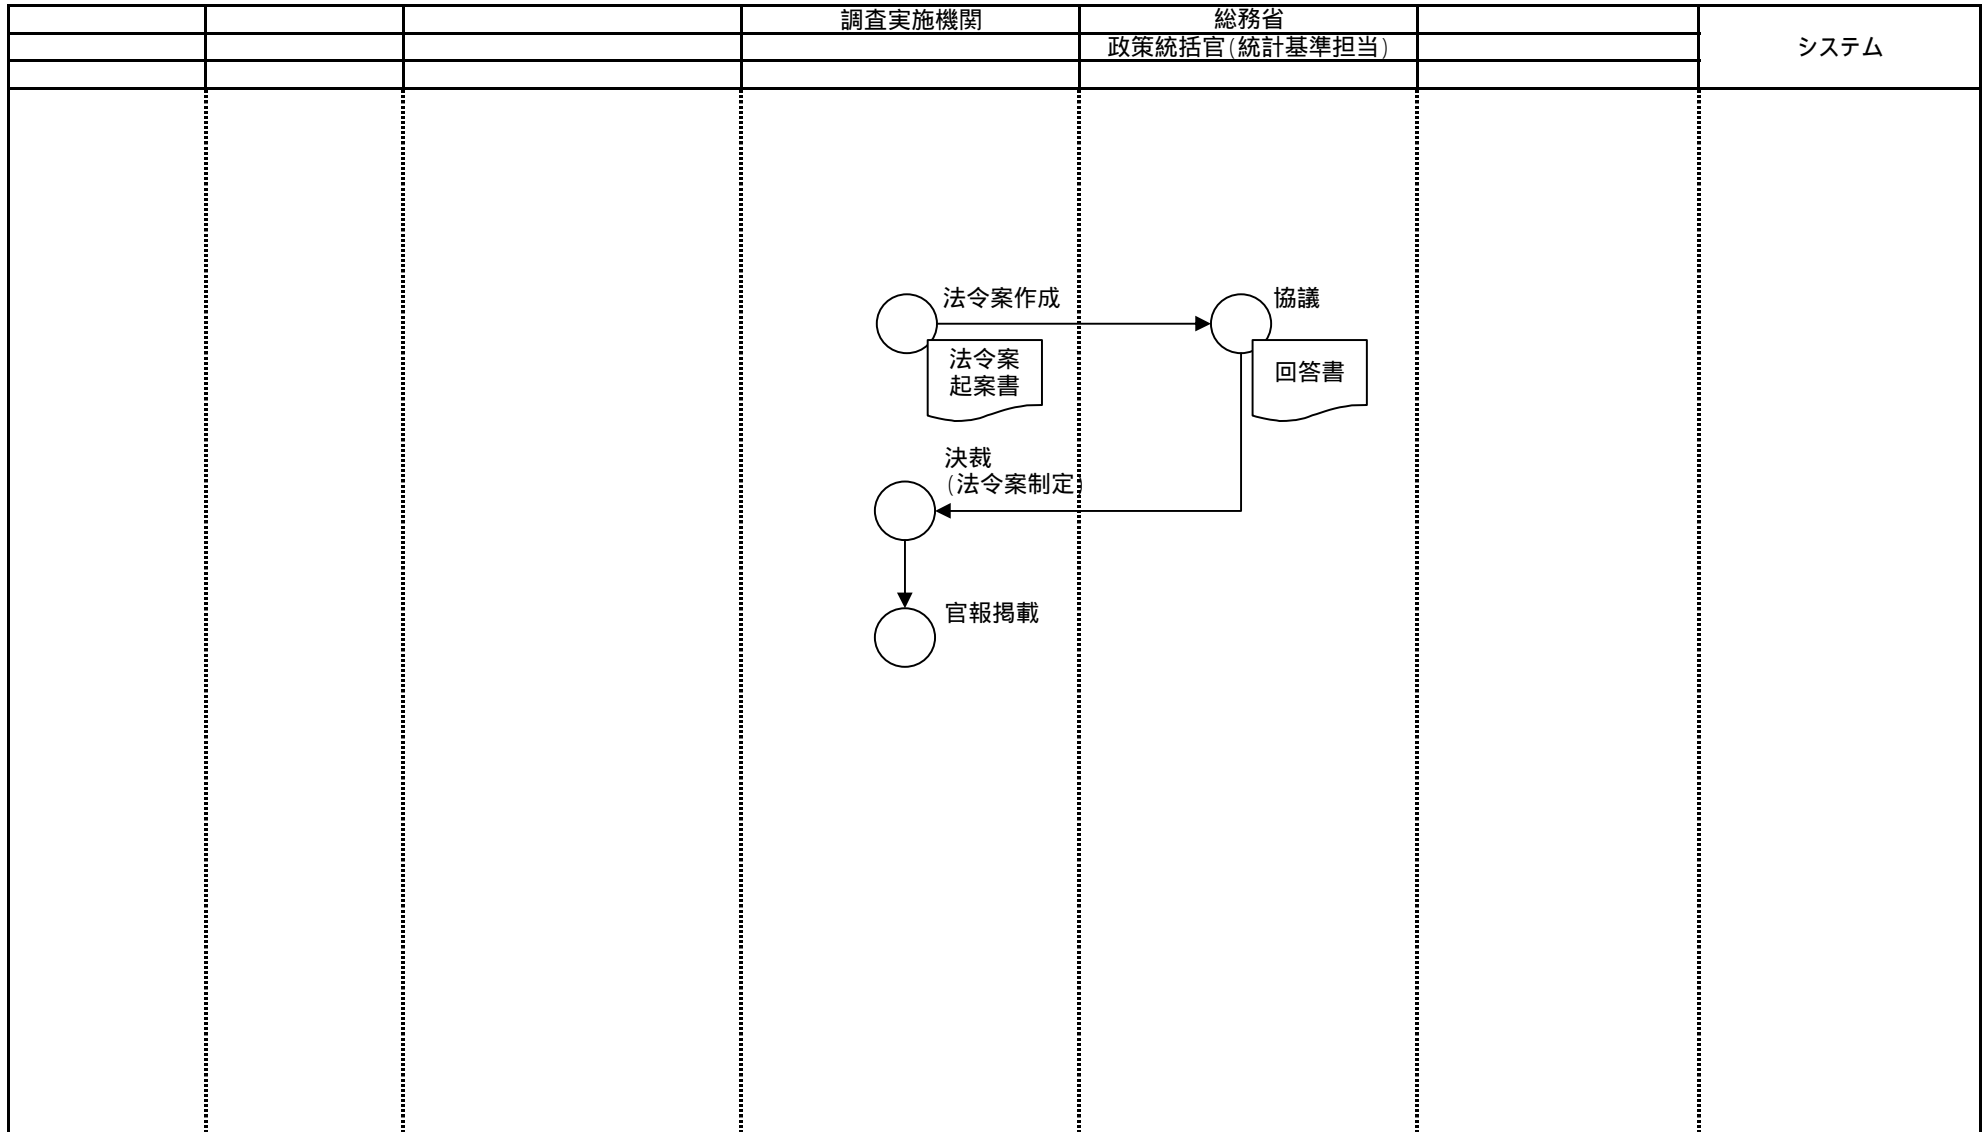 調査実施機関
総務省
政策統括官(統計基準担当)
システム
法令案作成
協議
法令案
起案書
回答書
決裁
(法令案制定)
官報掲載